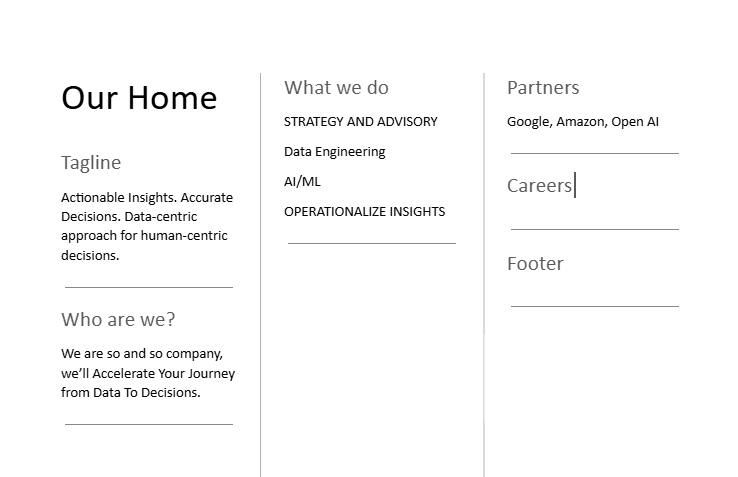 Our Home
Tagline
Actionable Insights. Accurate
Decisions. Data-centric
approach for human-centric
decisions.
Who are we?
We are so and so company,
we’ll Accelerate Your Journey
from Data To Decisions.
What we do
STRATEGY AND ADVISORY
Data Engineering
AI/ML
OPERATIONALIZE INSIGHTS
Partners
Google, Amazon, Open AI
Careers
Footer